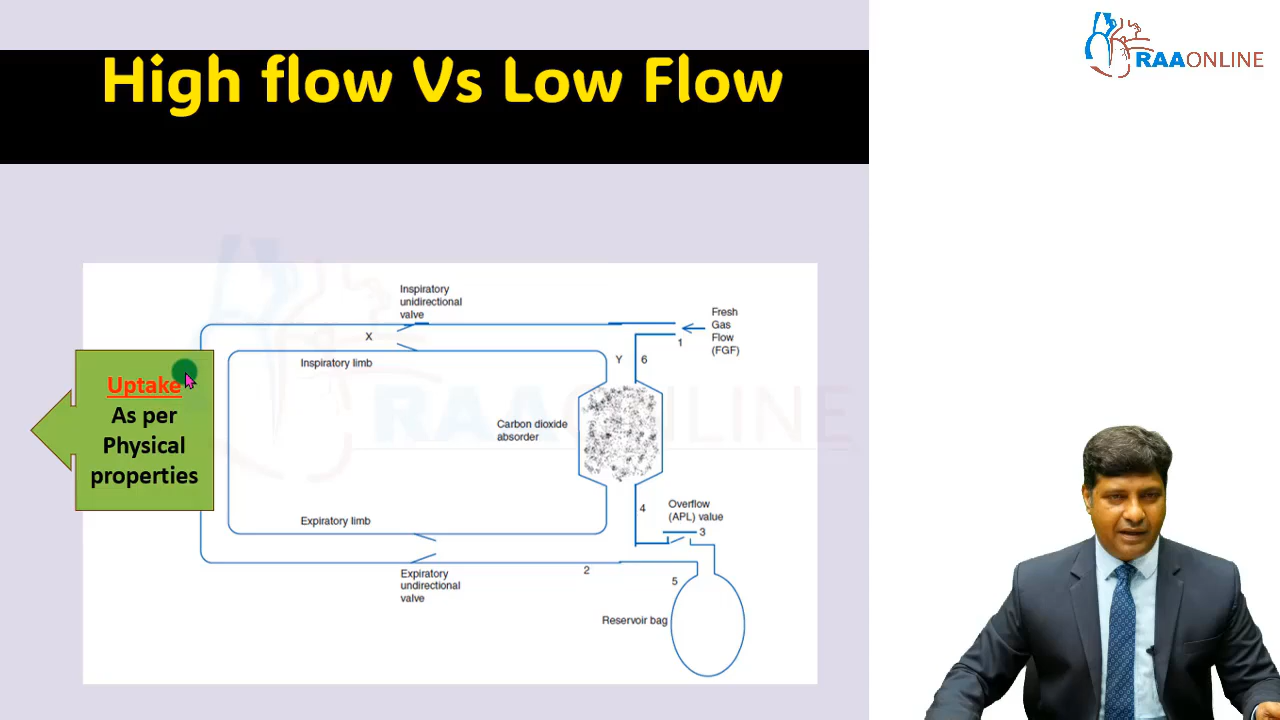 High flow Vs Low Flow
RAAONLINE
Inspiratory
unidirectional
valve
Fresh
Gas
Flow
(FGF)
1
X
Inspiratory limb
Y
6
Uptake
As per
Physical
properties
Carbon dioxide
absorder
RAAONLINE
4
Overflow
(APL) value
3
Expiratory limb
Expiratory
undirectional
valve
2
5
Reservoir bag